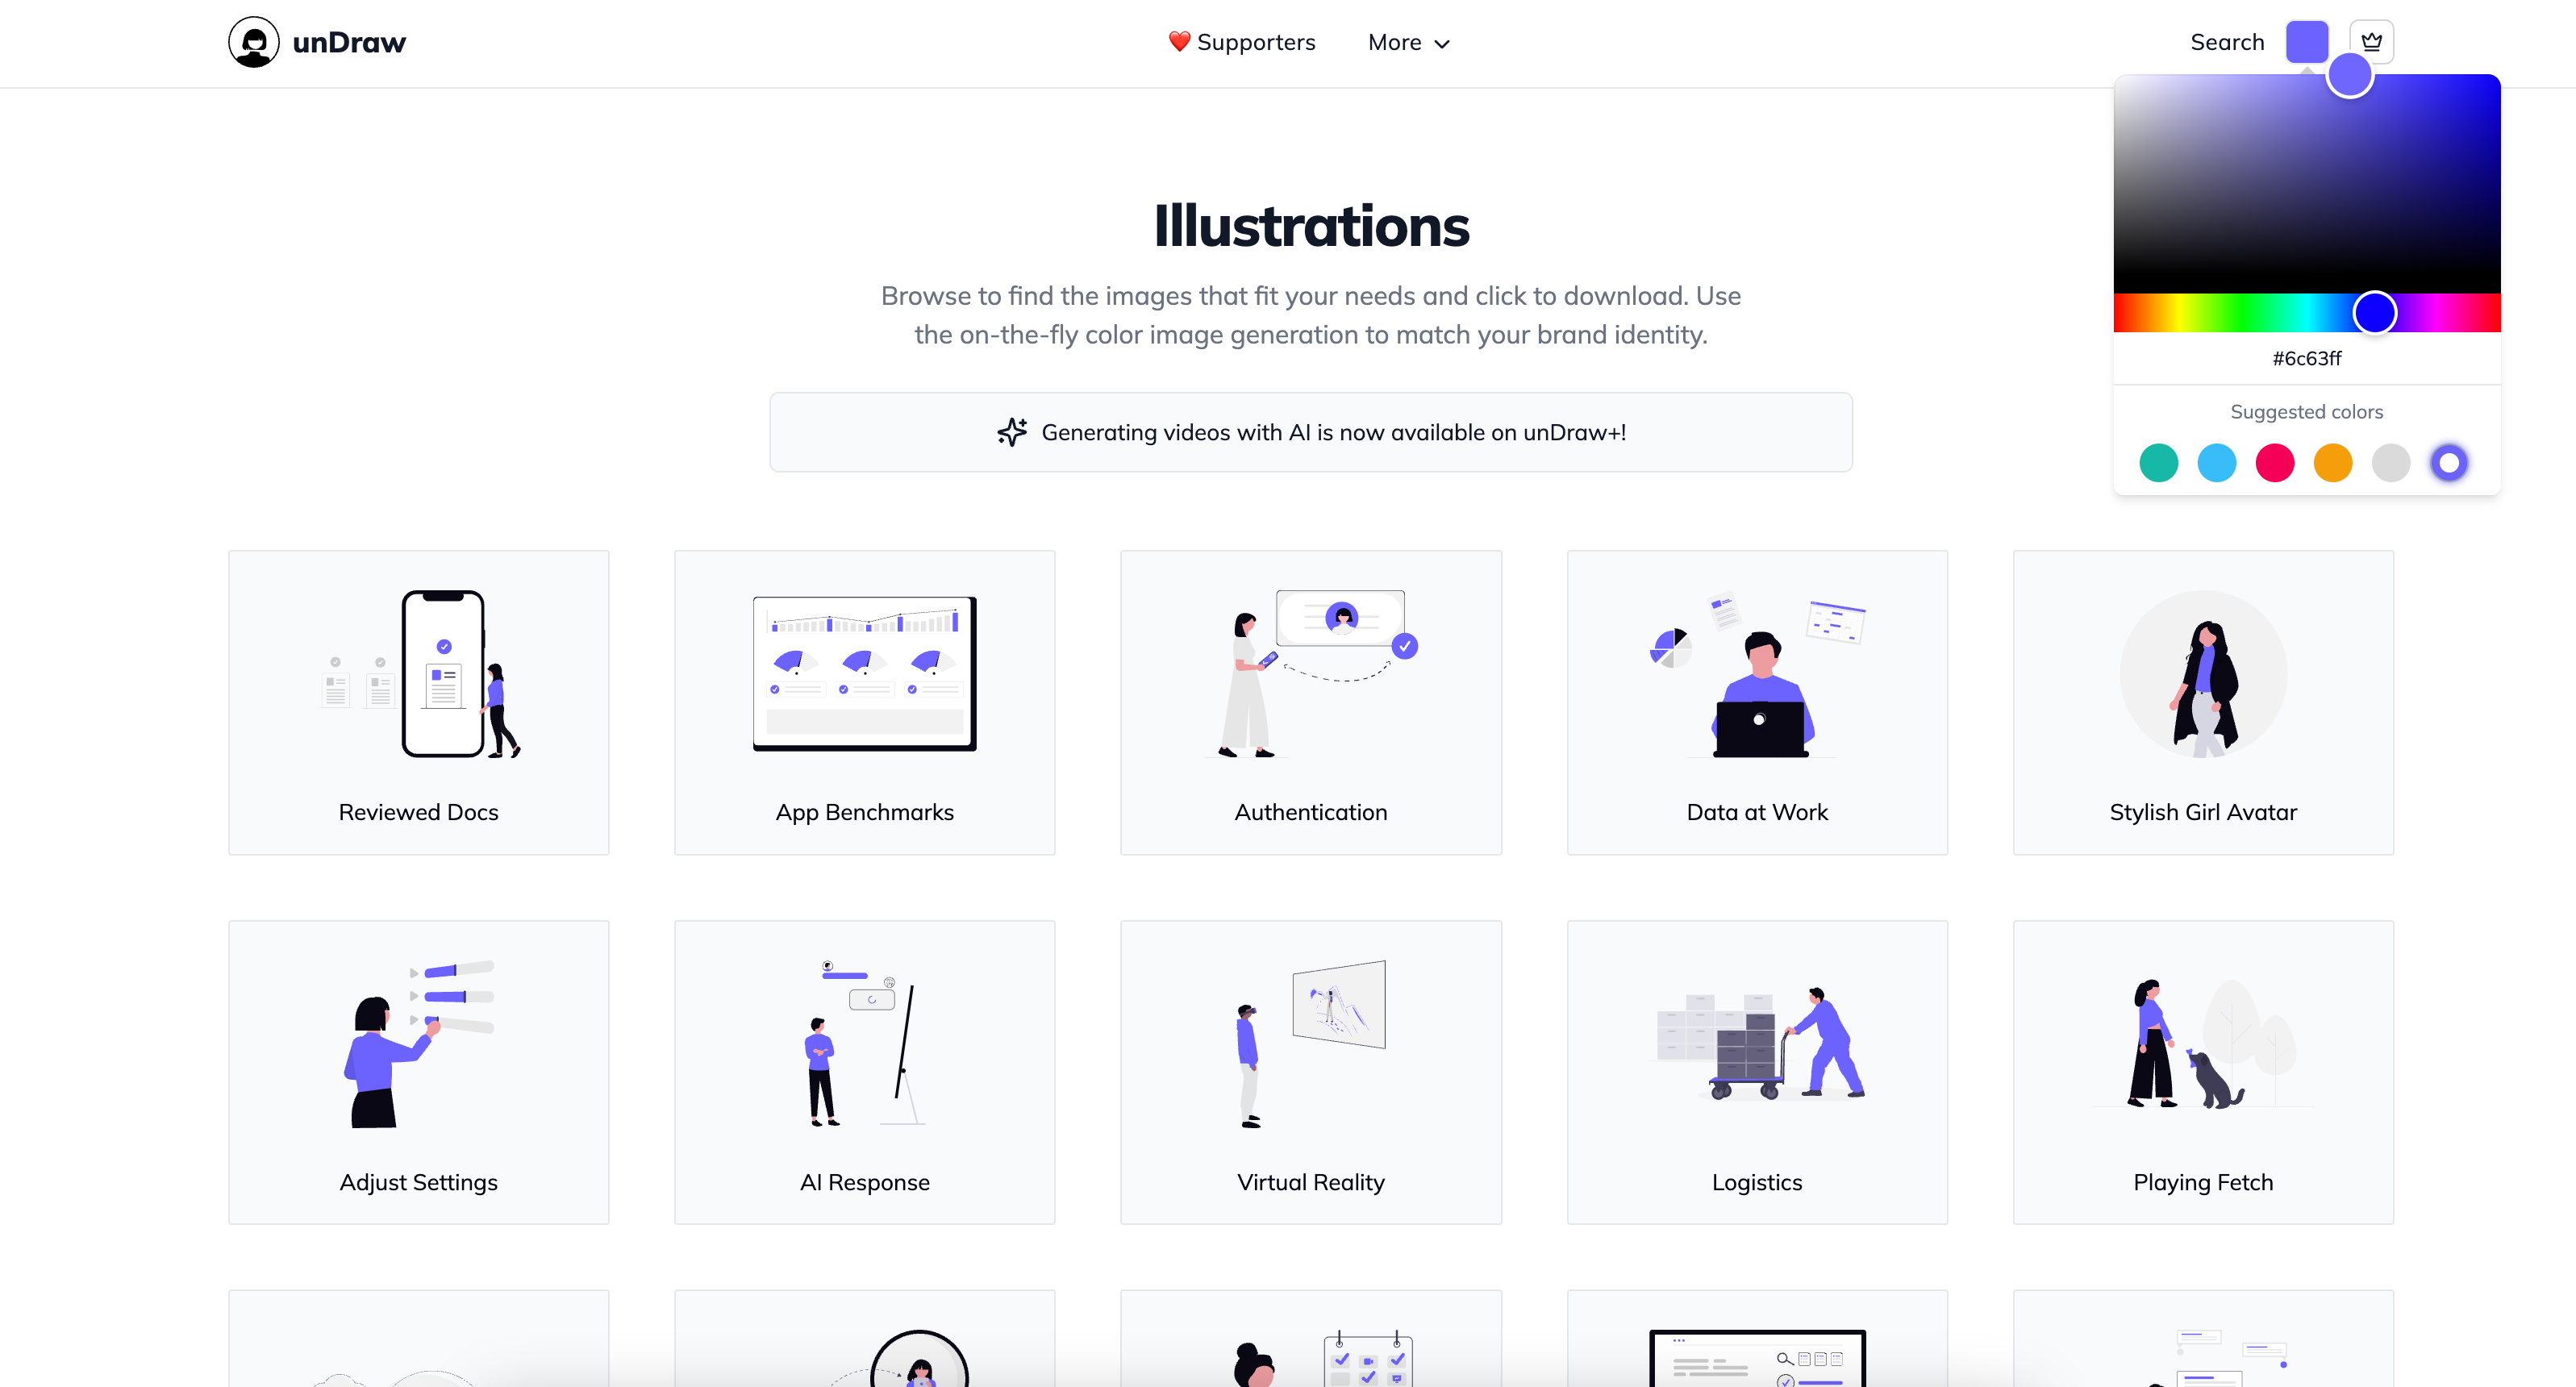 unDraw
❤️ Supporters
More
Search
#6c63ff
Suggested colors
Illustrations
Browse to find the images that fit your needs and click to download. Use
the on-the-fly color image generation to match your brand identity.
Generating videos with AI is now available on unDraw+!
Reviewed Docs
App Benchmarks
Authentication
Data at Work
Stylish Girl Avatar
Adjust Settings
AI Response
Virtual Reality
Logistics
Playing Fetch